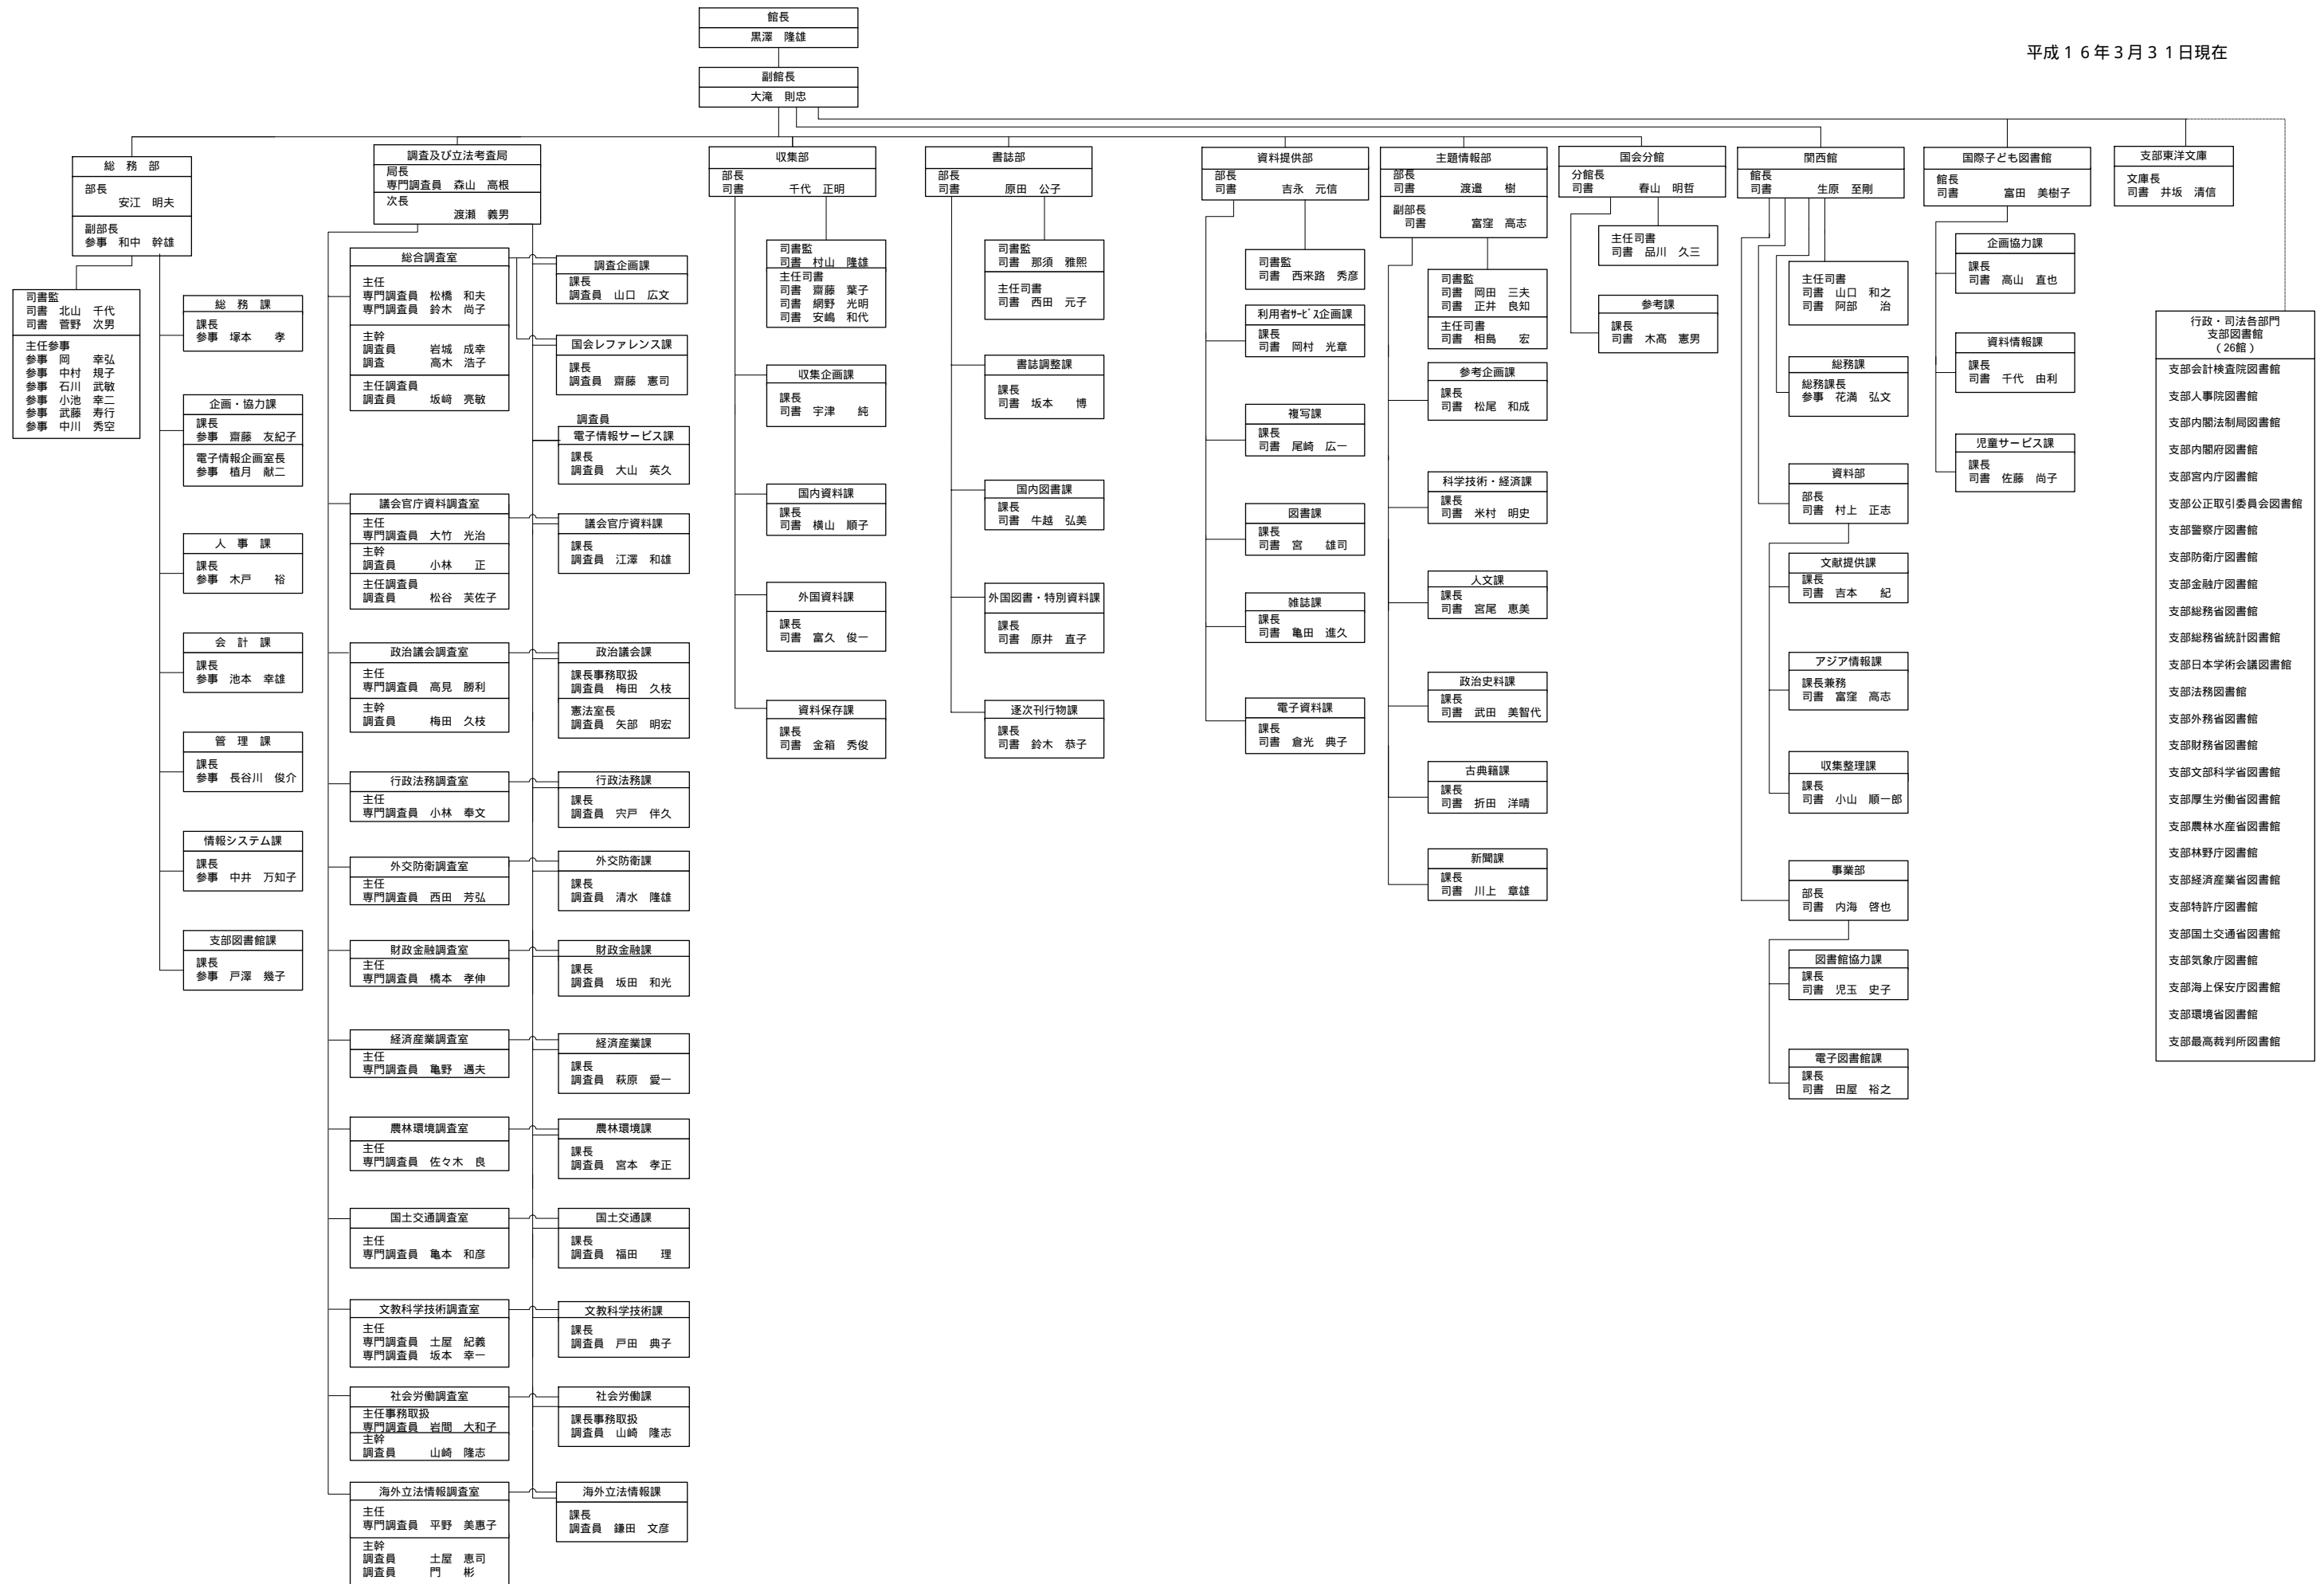 館長
黒澤　隆雄
平成１６年３月３１日現在
副館長
大滝　則忠
総　務　部
部長
安江　明夫
副部長
参事　和中　幹雄
司書監
司書　北山　千代
司書　菅野　次男
主任参事
参事　岡　　幸弘
参事　中村　規子
参事　石川　武敏
参事　小池　幸二
参事　武藤　寿行
参事　中川　秀空
総　務　課
課長
参事　塚本　　孝
企画・協力課
課長
参事　齋藤　友紀子
電子情報企画室長
参事　植月　献二
人　事　課
課長
参事　木戸　　裕
会　計　課
課長
参事　池本　幸雄
管　理　課
課長
参事　長谷川　俊介
情報システム課
課長
参事　中井　万知子
支部図書館課
課長
参事　戸澤　幾子
調査及び立法考査局
局長
専門調査員　森山　高根
次長
渡瀬　義男
総合調査室
主任
専門調査員　松橋　和夫
専門調査員　鈴木　尚子
主幹
調査員　　　岩城　成幸
調査　　　　高木　浩子
主任調査員
調査員　　　坂﨑　亮敏
議会官庁資料調査室
主任
専門調査員　大竹　光治
主幹
調査員　　　小林　　正
主任調査員
調査員　　　松谷　芙佐子
政治議会調査室
主任
専門調査員　高見　勝利
主幹
調査員　　　梅田　久枝
行政法務調査室
主任
専門調査員　小林　奉文
外交防衛調査室
主任
専門調査員　西田　芳弘
財政金融調査室
主任
専門調査員　橋本　孝伸
経済産業調査室
主任
専門調査員　亀野　邁夫
農林環境調査室
主任
専門調査員　佐々木　良
国土交通調査室
主任
専門調査員　亀本　和彦
文教科学技術調査室
主任
専門調査員　土屋　紀義
専門調査員　坂本　幸一
社会労働調査室
主任事務取扱
専門調査員　岩間　大和子
主幹
調査員　　　山崎　隆志
海外立法情報調査室
主任
専門調査員　平野　美惠子
主幹
調査員　　　土屋　恵司
調査員　　　門　　彬
調査企画課
課長
調査員　山口　広文
国会レファレンス課
課長
調査員　齋藤　憲司
調査員
電子情報サービス課
課長
調査員　大山　英久
議会官庁資料課
課長
調査員　江澤　和雄
政治議会課
課長事務取扱
調査員　梅田　久枝
憲法室長
調査員　矢部　明宏
行政法務課
課長
調査員　宍戸　伴久
外交防衛課
課長
調査員　清水　隆雄
財政金融課
課長
調査員　坂田　和光
経済産業課
課長
調査員　萩原　愛一
農林環境課
課長
調査員　宮本　孝正
国土交通課
課長
調査員　福田　　理
文教科学技術課
課長
調査員　戸田　典子
社会労働課
課長事務取扱
調査員　山崎　隆志
海外立法情報課
課長
調査員　鎌田　文彦
収集部
部長
司書　　　　千代　正明
司書監
司書　村山　隆雄
主任司書
司書　齋藤　葉子
司書　網野　光明
司書　安嶋　和代
収集企画課
課長
司書　宇津　　純
国内資料課
課長
司書　横山　順子
外国資料課
課長
司書　富久　俊一
資料保存課
課長
司書　金箱　秀俊
書誌部
部長
司書　　　　原田　公子
司書監
司書　那須　雅熙
主任司書
司書　西田　元子
書誌調整課
課長
司書　坂本　　博
国内図書課
課長
司書　牛越　弘美
外国図書・特別資料課
課長
司書　原井　直子
逐次刊行物課
課長
司書　鈴木　恭子
資料提供部
部長
司書　　　　吉永　元信
司書監
司書　西来路　秀彦
利用者ｻｰﾋﾞｽ企画課
課長
司書　岡村　光章
複写課
課長
司書　尾崎　広一
図書課
課長
司書　宮　　雄司
雑誌課
課長
司書　亀田　進久
電子資料課
課長
司書　倉光　典子
主題情報部
部長
司書　　　渡邉　　樹
副部長
司書　　　　富窪　高志
司書監
司書　岡田　三夫
司書　正井　良知
主任司書
司書　相島　　宏
参考企画課
課長
司書　松尾　和成
科学技術・経済課
課長
司書　米村　明史
人文課
課長
司書　宮尾　恵美
政治史料課
課長
司書　武田　美智代
古典籍課
課長
司書　折田　洋晴
新聞課
課長
司書　川上　章雄
国会分館
分館長
司書　　　　春山　明哲
主任司書
司書　品川　久三
参考課
課長
司書　木髙　憲男
関西館
館長
司書　　　　生原　至剛
主任司書
司書　山口　和之
司書　阿部　　治
総務課
総務課長
参事　花満　弘文
資料部
部長
司書　村上　正志
文献提供課
課長
司書　吉本　　紀
アジア情報課
課長兼務
司書　富窪　高志
収集整理課
課長
司書　小山　順一郎
事業部
部長
司書　内海　啓也
図書館協力課
課長
司書　児玉　史子
電子図書館課
課長
司書　田屋　裕之
国際子ども図書館
館長
司書　　　　富田　美樹子
企画協力課
課長
司書　高山　直也
資料情報課
課長
司書　千代　由利
児童サービス課
課長
司書　佐藤　尚子
支部東洋文庫
文庫長
司書　井坂　清信
行政・司法各部門
支部図書館
（26館）
支部会計検査院図書館
支部人事院図書館
支部内閣法制局図書館
支部内閣府図書館
支部宮内庁図書館
支部公正取引委員会図書館
支部警察庁図書館
支部防衛庁図書館
支部金融庁図書館
支部総務省図書館
支部総務省統計図書館
支部日本学術会議図書館
支部法務図書館
支部外務省図書館
支部財務省図書館
支部文部科学省図書館
支部厚生労働省図書館
支部農林水産省図書館
支部林野庁図書館
支部経済産業省図書館
支部特許庁図書館
支部国土交通省図書館
支部気象庁図書館
支部海上保安庁図書館
支部環境省図書館
支部最高裁判所図書館